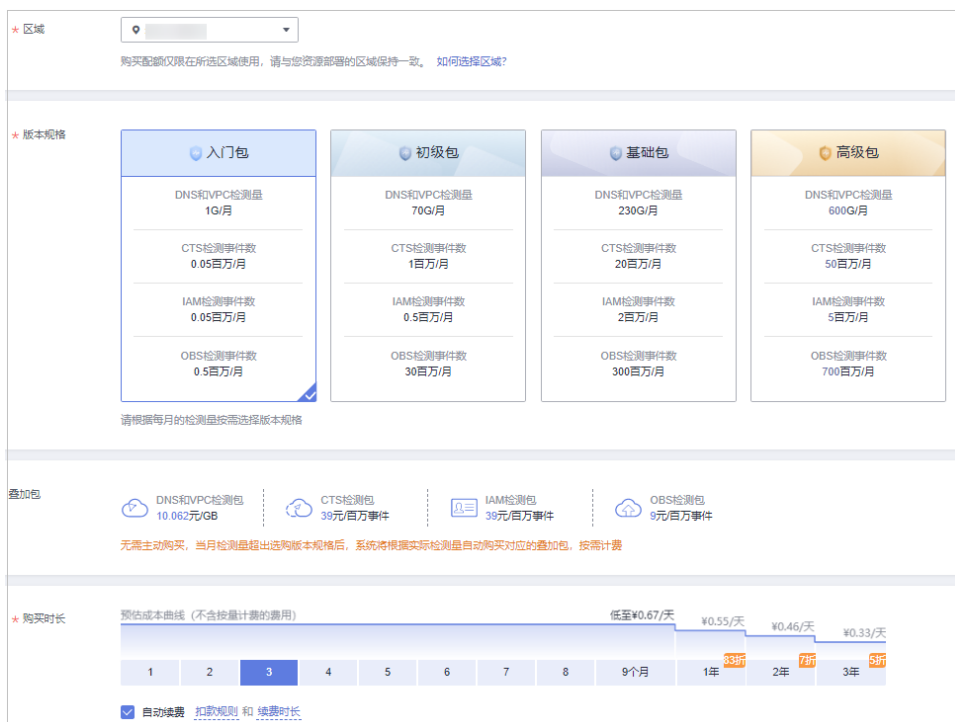 * 区域
购买配额仅限在所选区域使用，请与您资源部署的区域保持一致。 如何选择区域?
* 版本规格
入门包
DNS和VPC检测量
1G/月
CTS检测事件数
0.05百万/月
IAM检测事件数
0.05百万/月
OBS检测事件数
0.5百万/月
初级包
DNS和VPC检测量
70G/月
CTS检测事件数
1百万/月
IAM检测事件数
0.5百万/月
OBS检测事件数
30百万/月
基础包
DNS和VPC检测量
230G/月
CTS检测事件数
20百万/月
IAM检测事件数
2百万/月
OBS检测事件数
300百万/月
高级包
DNS和VPC检测量
600G/月
CTS检测事件数
50百万/月
IAM检测事件数
5百万/月
OBS检测事件数
700百万/月
请根据每月的检测量按需选择版本规格
叠加包
DNS和VPC检测包
10.062元/GB
CTS检测包
39元/百万事件
IAM检测包
39元/百万事件
OBS检测包
9元/百万事件
无需主动购买，当月检测量超出选购版本规格后，系统将根据实际检测量自动购买对应的叠加包，按需计费
* 购买时长
预估成本曲线（不含按量计费的费用）
低至¥0.67/天
¥0.55/天
¥0.46/天
¥0.33/天
83折
7折
5折
1 2 3 4 5 6 7 8 9个月 1年 2年 3年
自动续费 扣款规则 和 续费时长